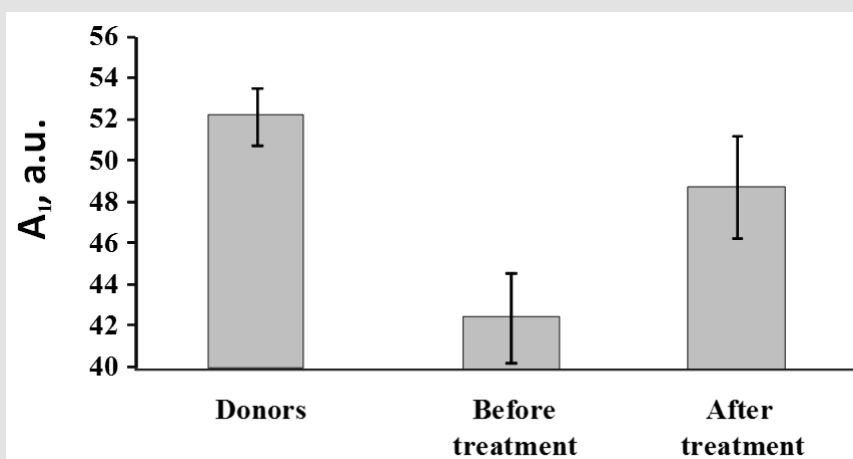 56
54
52
50
48
46
44
42
40
A₁, a.u.
Donors
Before
treatment
After
treatment